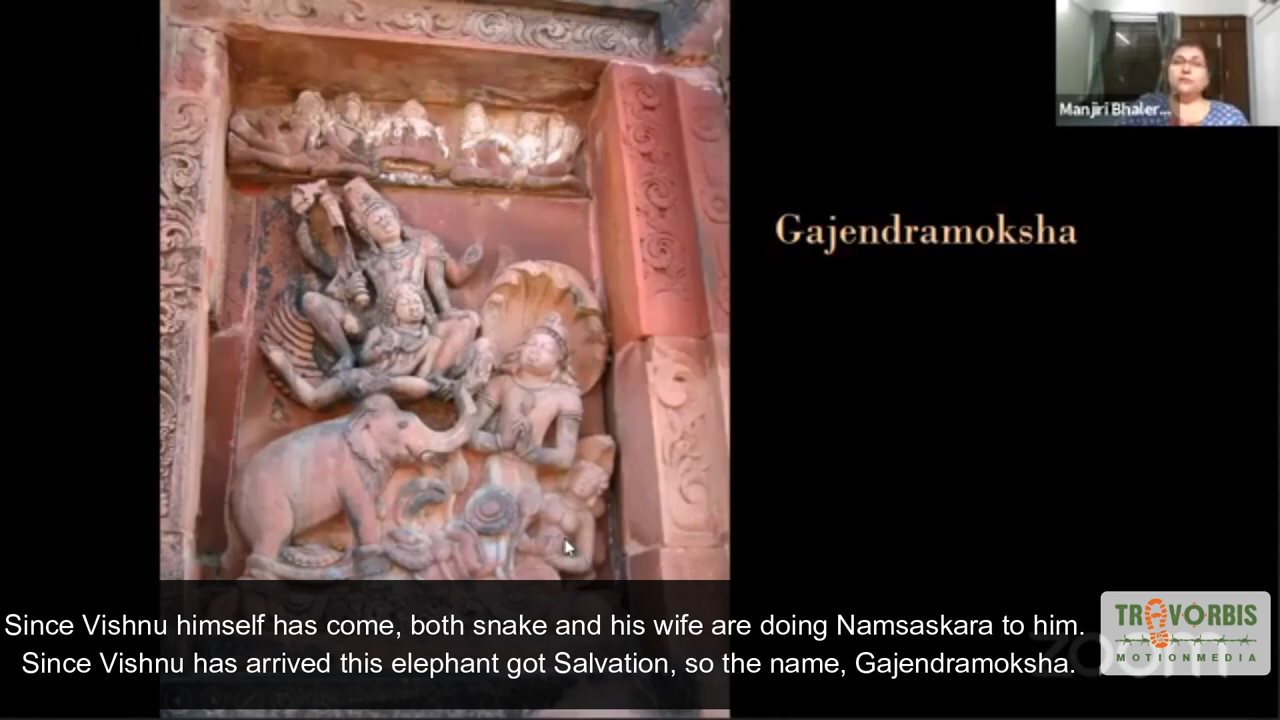 Manjiri Bhaler...
Gajendramoksha
Since Vishnu himself has come, both snake and his wife are doing Namsaskara to him.
Since Vishnu has arrived this elephant got Salvation, so the name, Gajendramoksha.
TRAVORBIS
MOTIONMEDIA
zoom